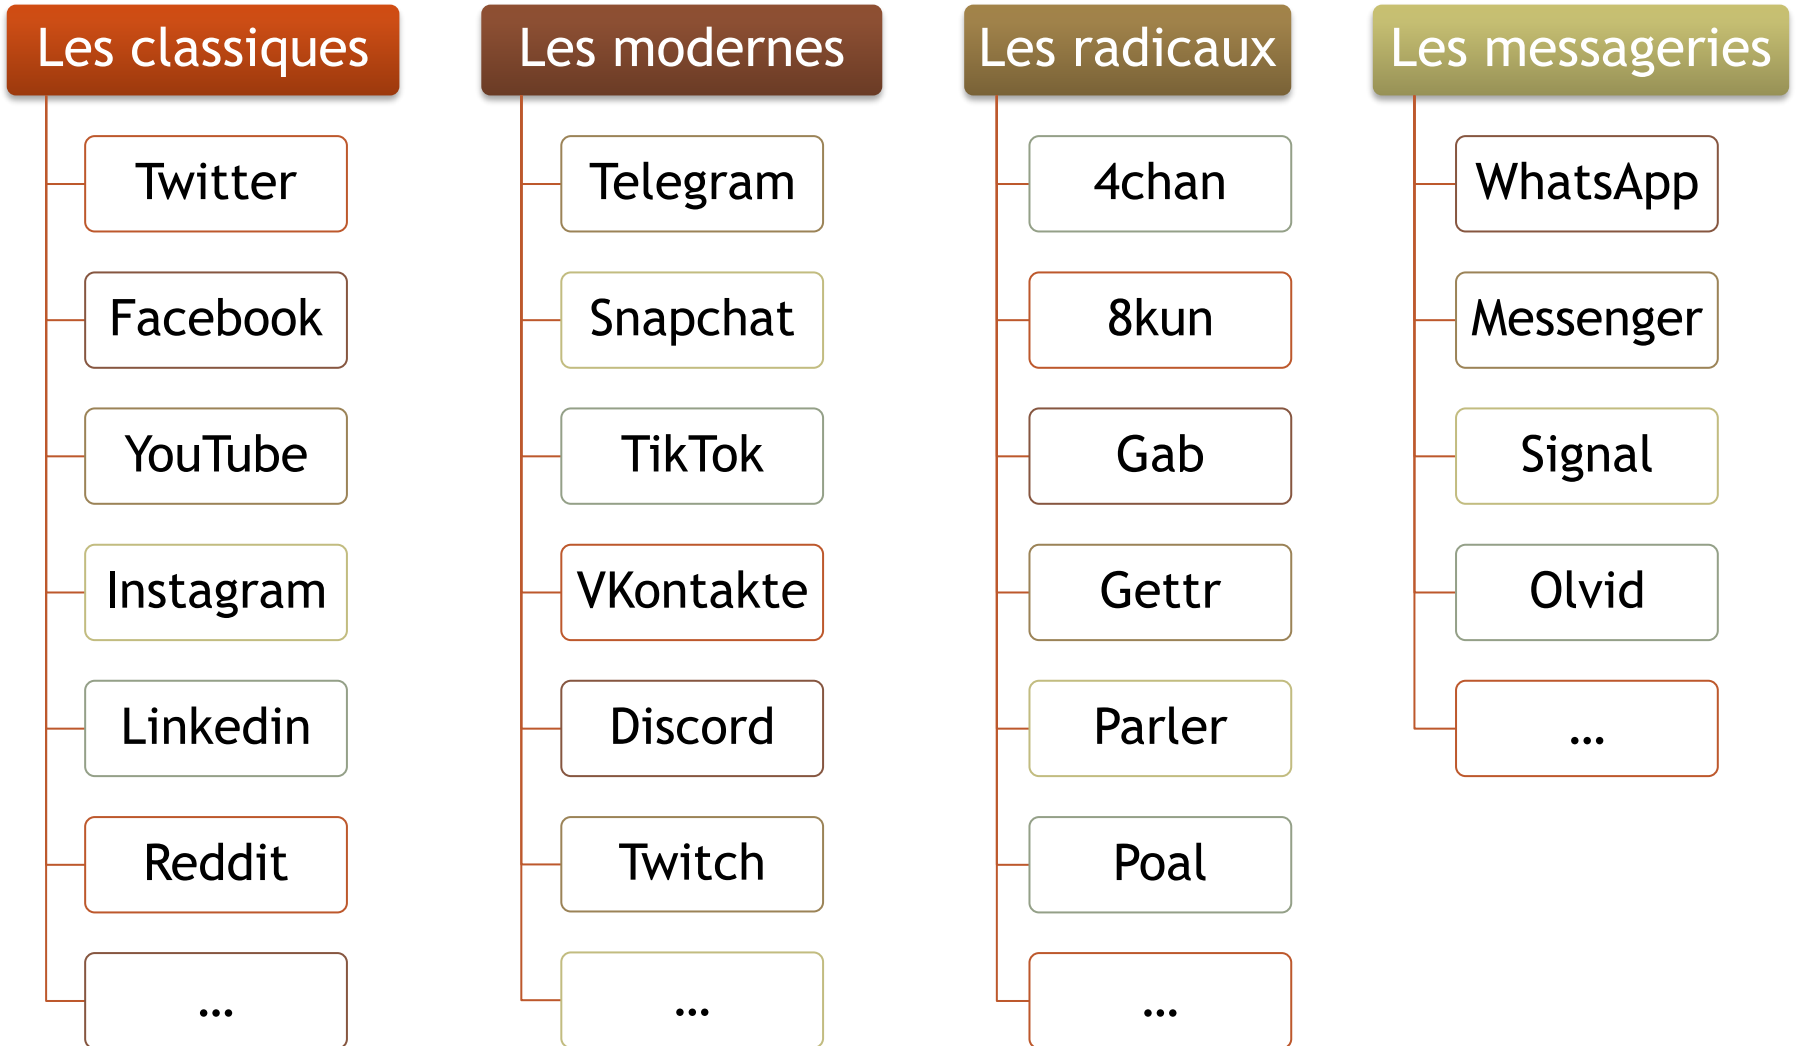 Les classiques
Twitter
Facebook
YouTube
Instagram
Linkedin
Reddit
...
Les modernes
Telegram
Snapchat
TikTok
VKontakte
Discord
Twitch
...
Les radicaux
4chan
8kun
Gab
Gettr
Parler
Poal
...
Les messageries
WhatsApp
Messenger
Signal
Olvid
...